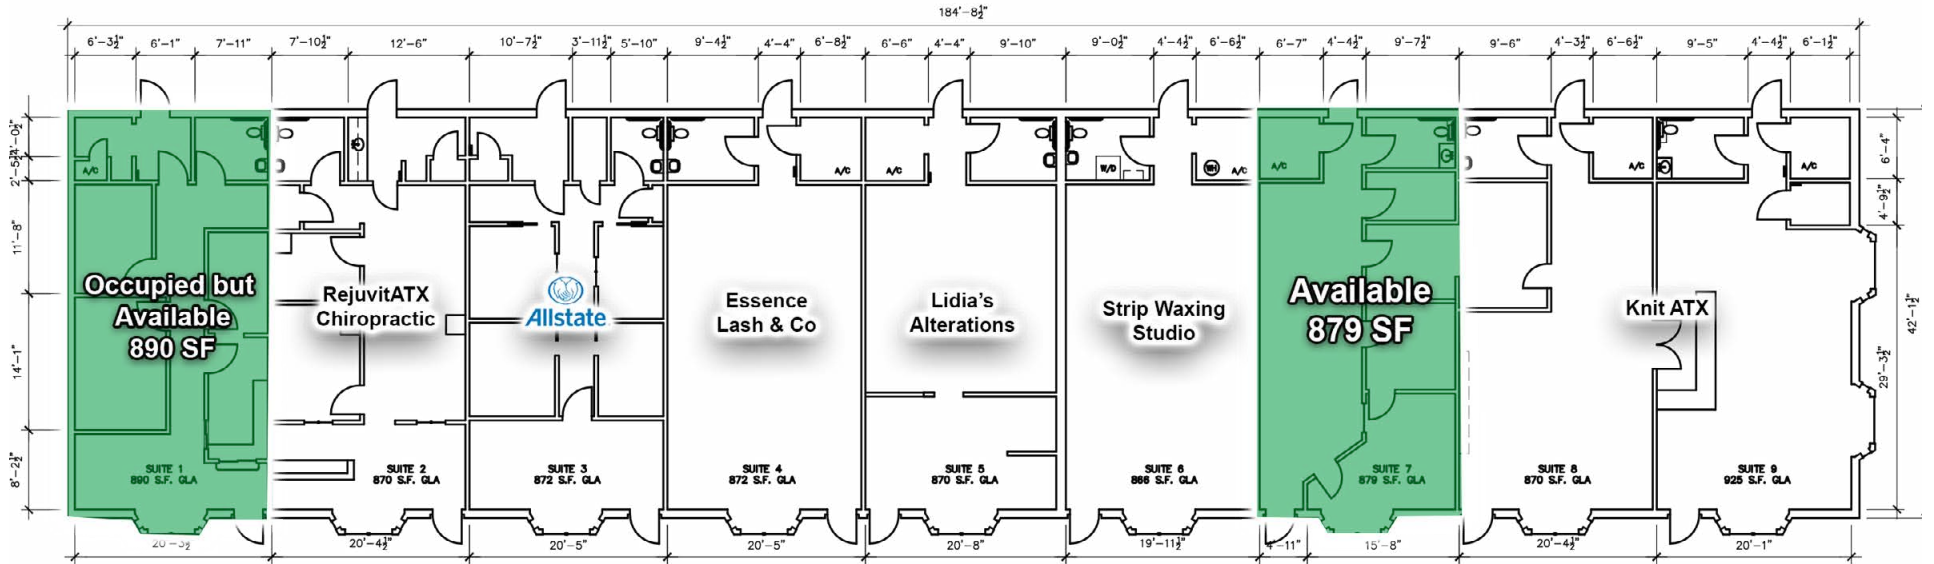 184'-8½"
6'-3½" 6'-1" 7'-11" 7'-10½" 12'-6" 10'-7½" 3'-11½" 5'-10" 9'-4½" 4'-4" 6'-8½" 6'-6" 4'-4" 9'-10" 9'-0½" 4'-4½" 6'-6½" 6'-7" 4'-4½" 9'-7½" 9'-6" 4'-3½" 6'-6½" 9'-5" 4'-4½" 6'-1½"
A/C A/C A/C W/D WH A/C A/C A/C A/C
6'-4"
4'-9½"
11'-8"
14'-1"
8'-2½"
42'-1½"
29'-3½"
Occupied but
Available
890 SF
RejuvitATX
Chiropractic
Allstate.
Essence
Lash & Co
Lidia's
Alterations
Strip Waxing
Studio
Available
879 SF
Knit ATX
SUITE 1
890 S.F. GLA
SUITE 2
870 S.F. GLA
SUITE 3
872 S.F. GLA
SUITE 4
872 S.F. GLA
SUITE 5
870 S.F. GLA
SUITE 6
866 S.F. GLA
SUITE 7
879 S.F. GLA
SUITE 8
870 S.F. GLA
SUITE 9
925 S.F. GLA
20'-3½" 20'-4½" 20'-5" 20'-5" 20'-8" 19'-11½" 4'-11" 15'-8" 20'-4½" 20'-1"